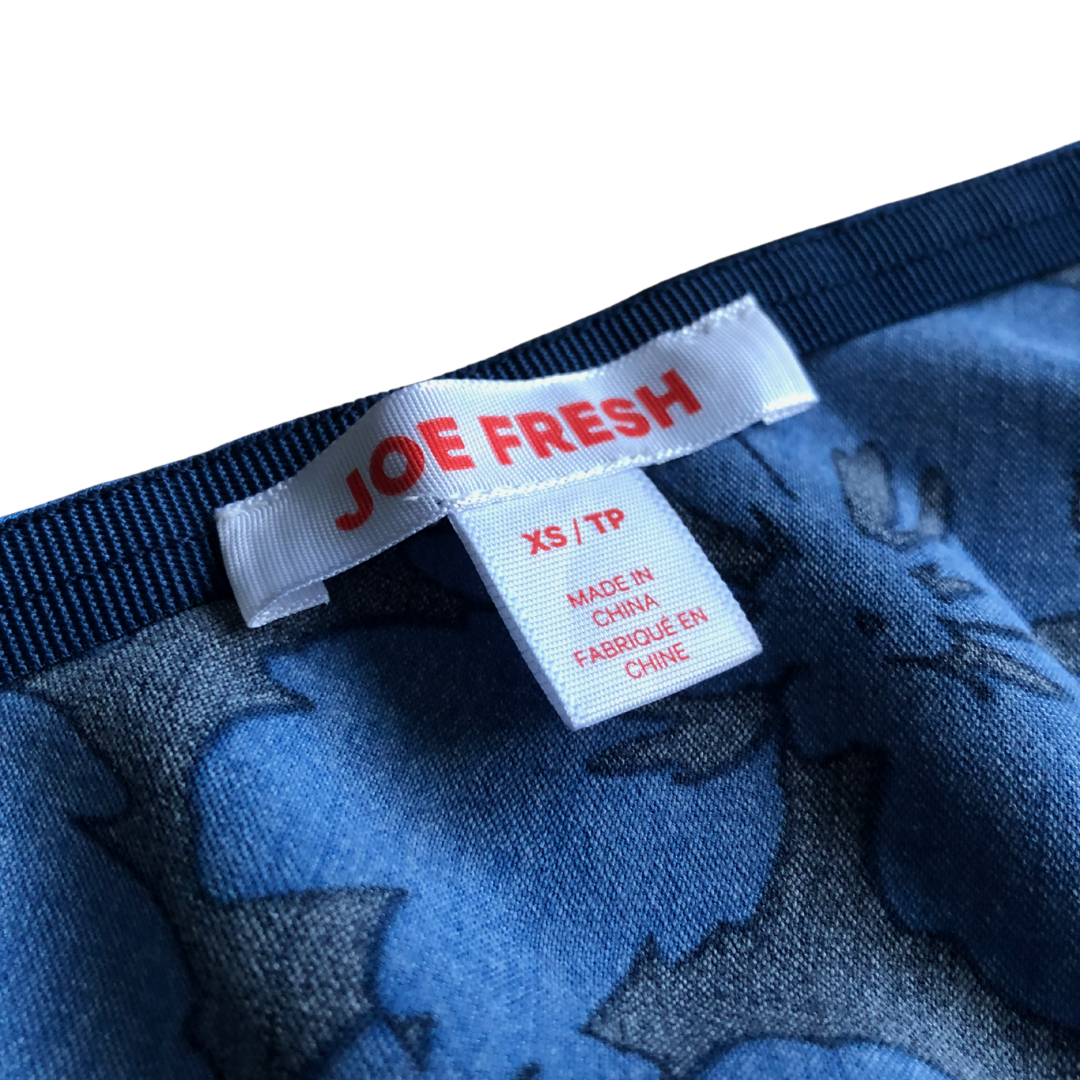 JOE FRESH
XS / TP
MADE IN
CHINA
FABRIQUÉ EN
CHINE